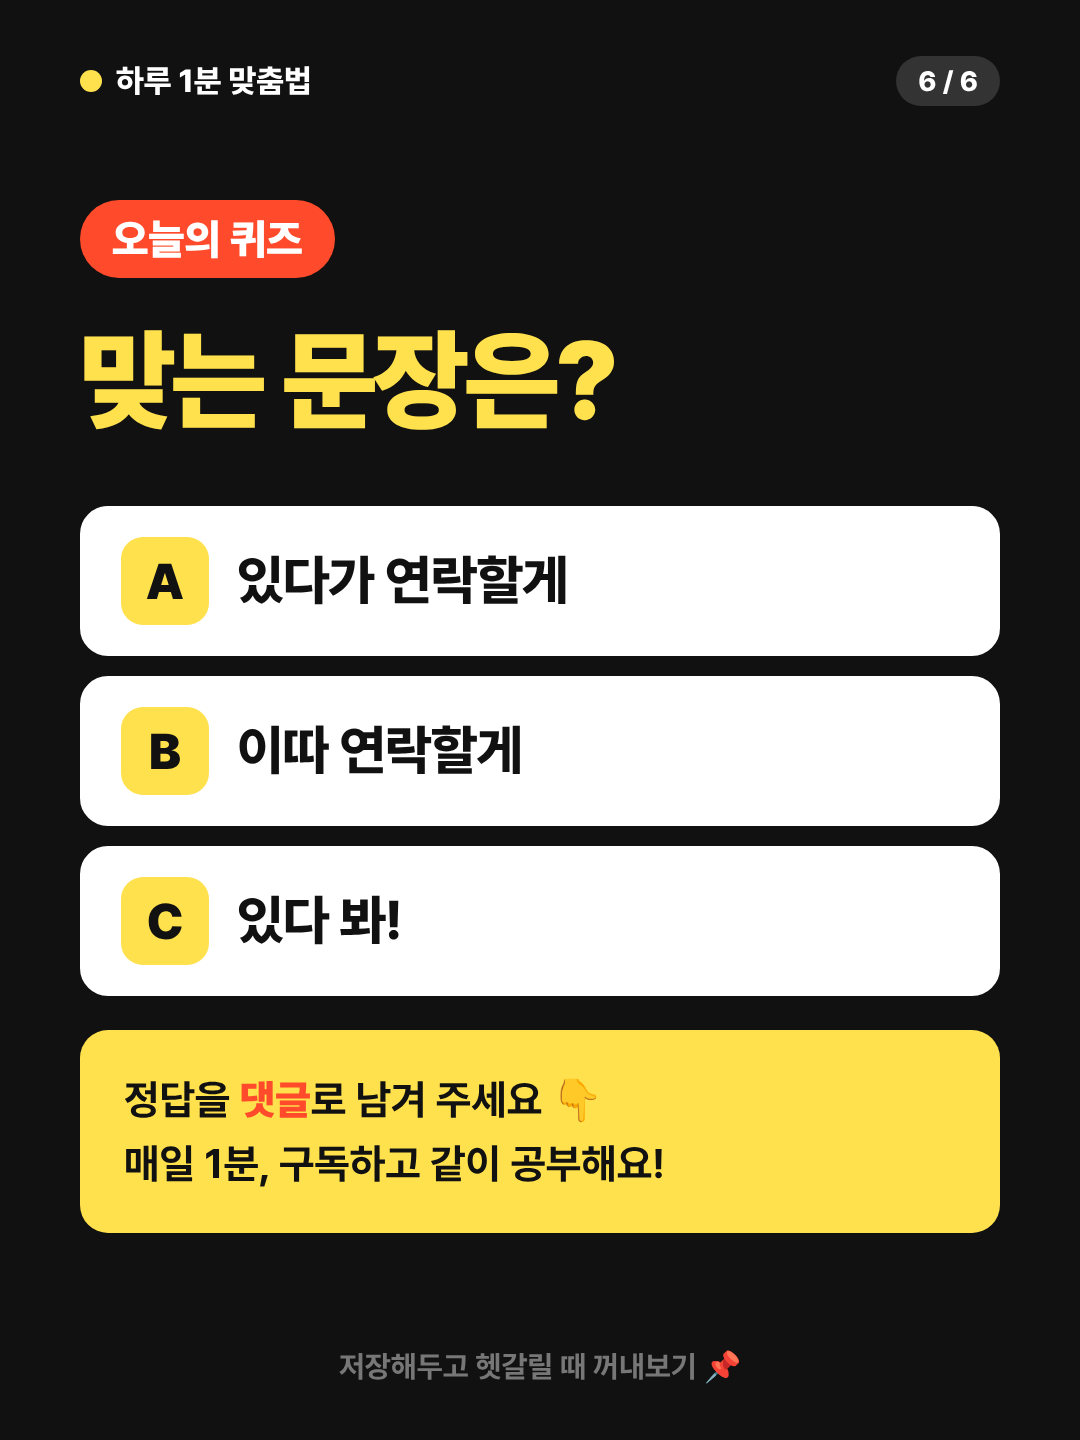 하루 1분 맞춤법
6 / 6
오늘의 퀴즈
맞는 문장은?
A 있다가 연락할게
B 이따 연락할게
C 있다 봐!
정답을 댓글로 남겨 주세요 👇
매일 1분, 구독하고 같이 공부해요!
저장해두고 헷갈릴 때 꺼내보기 📌